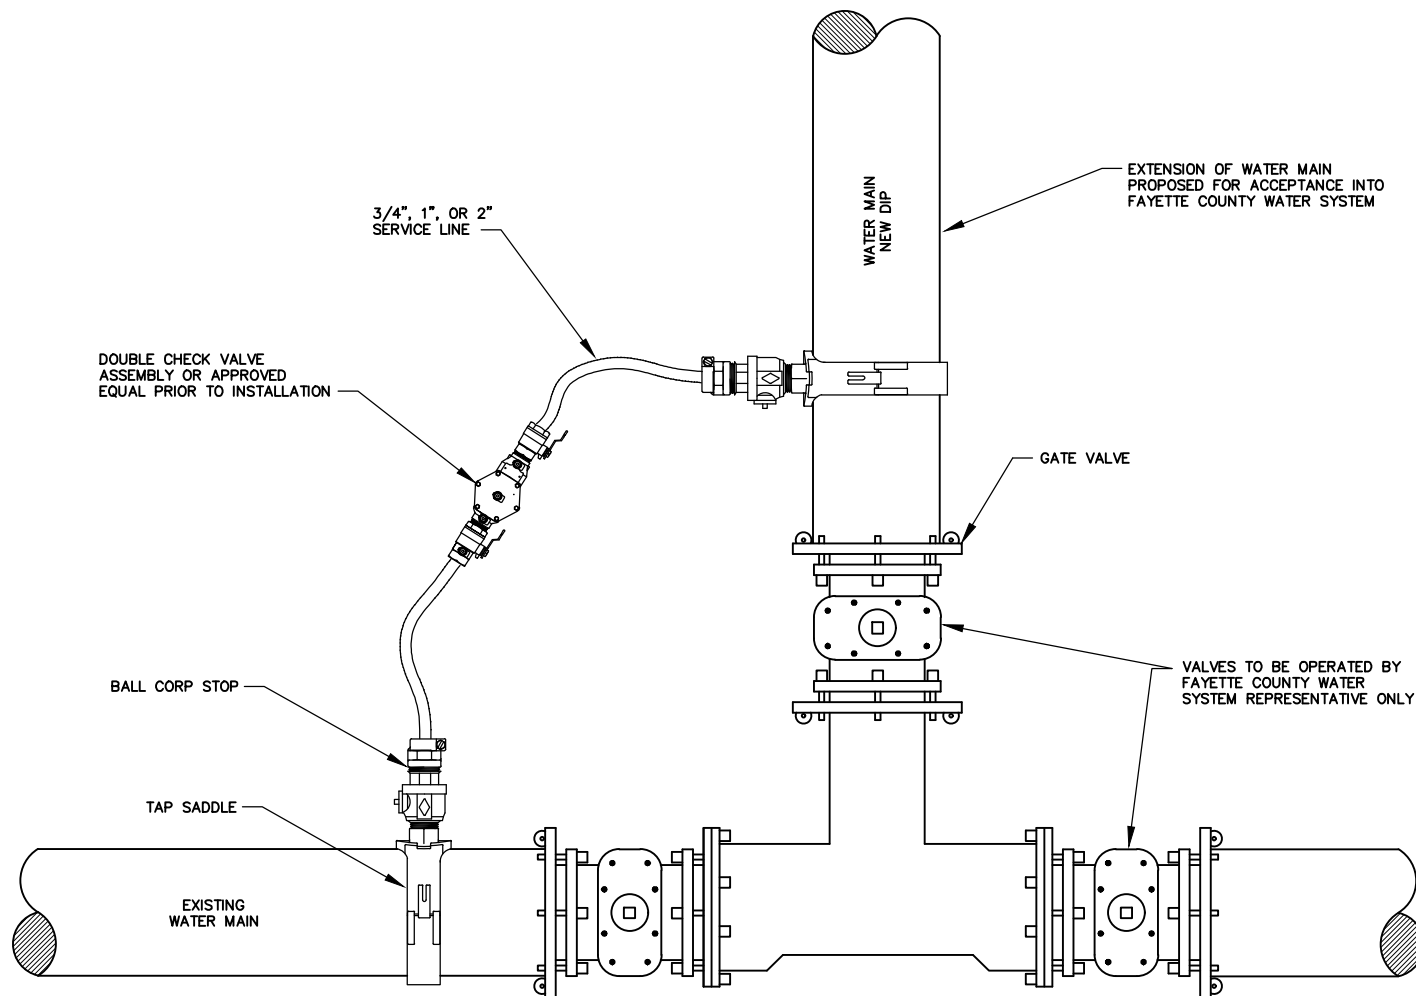 EXTENSION OF WATER MAIN
PROPOSED FOR ACCEPTANCE INTO
FAYETTE COUNTY WATER SYSTEM
WATER MAIN
NEW DIP
3/4", 1", OR 2"
SERVICE LINE
DOUBLE CHECK VALVE
ASSEMBLY OR APPROVED
EQUAL PRIOR TO INSTALLATION
GATE VALVE
VALVES TO BE OPERATED BY
FAYETTE COUNTY WATER
SYSTEM REPRESENTATIVE ONLY
BALL CORP STOP
TAP SADDLE
EXISTING
WATER MAIN